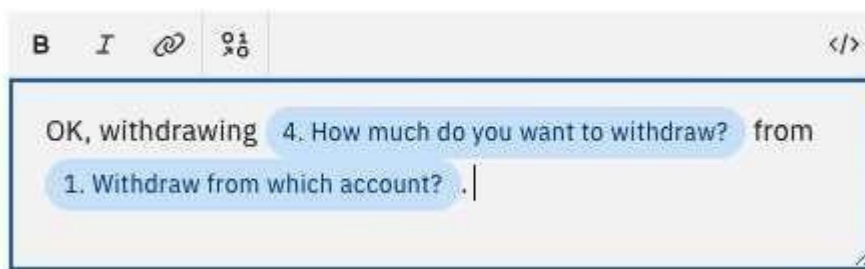 B I </>
OK, withdrawing 4. How much do you want to withdraw? from
1. Withdraw from which account? .